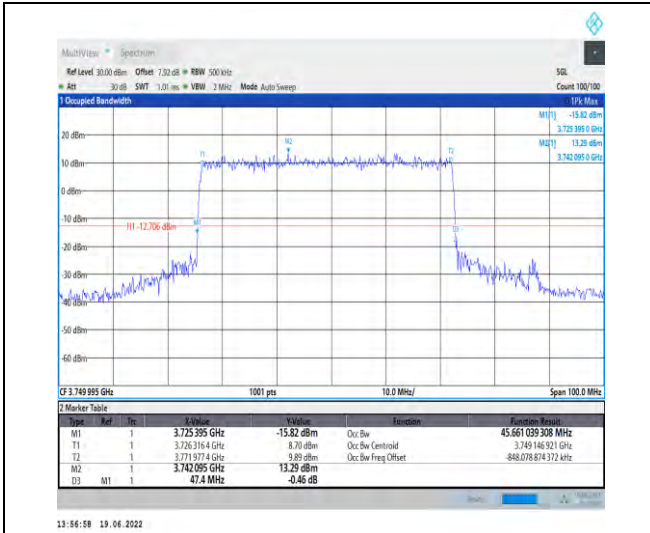 MultiView Spectrum
Ref Level 30.00 dBm Offset 7.92 dB RBW 500 kHz SGL
Att 30 dB SWT 1.01 ms VBW 2 MHz Mode Auto Sweep Count 100/100
1 Occupied Bandwidth 1Pk Max
M1[1] -15.82 dBm
3.725 395 0 GHz
M2[1] 13.29 dBm
3.742 095 0 GHz
20 dBm
M2
T1 T2
10 dBm
0 dBm
-10 dBm
H1 -12.706 dBm
M1
D3
-20 dBm
-30 dBm
-40 dBm
-50 dBm
-60 dBm
CF 3.749 995 GHz 1001 pts 10.0 MHz/ Span 100.0 MHz
2 Marker Table
Type Ref Trc X-Value Y-Value Function Function Result
M1 1 3.725 395 GHz -15.82 dBm Occ Bw 45.661 039 308 MHz
T1 1 3.726 316 4 GHz 8.70 dBm Occ Bw Centroid 3.749 146 921 GHz
T2 1 3.771 977 4 GHz 9.89 dBm Occ Bw Freq Offset -848.078 874 372 kHz
M2 1 3.742 095 GHz 13.29 dBm
D3 M1 1 47.4 MHz -0.46 dB
13:56:58 19.06.2022